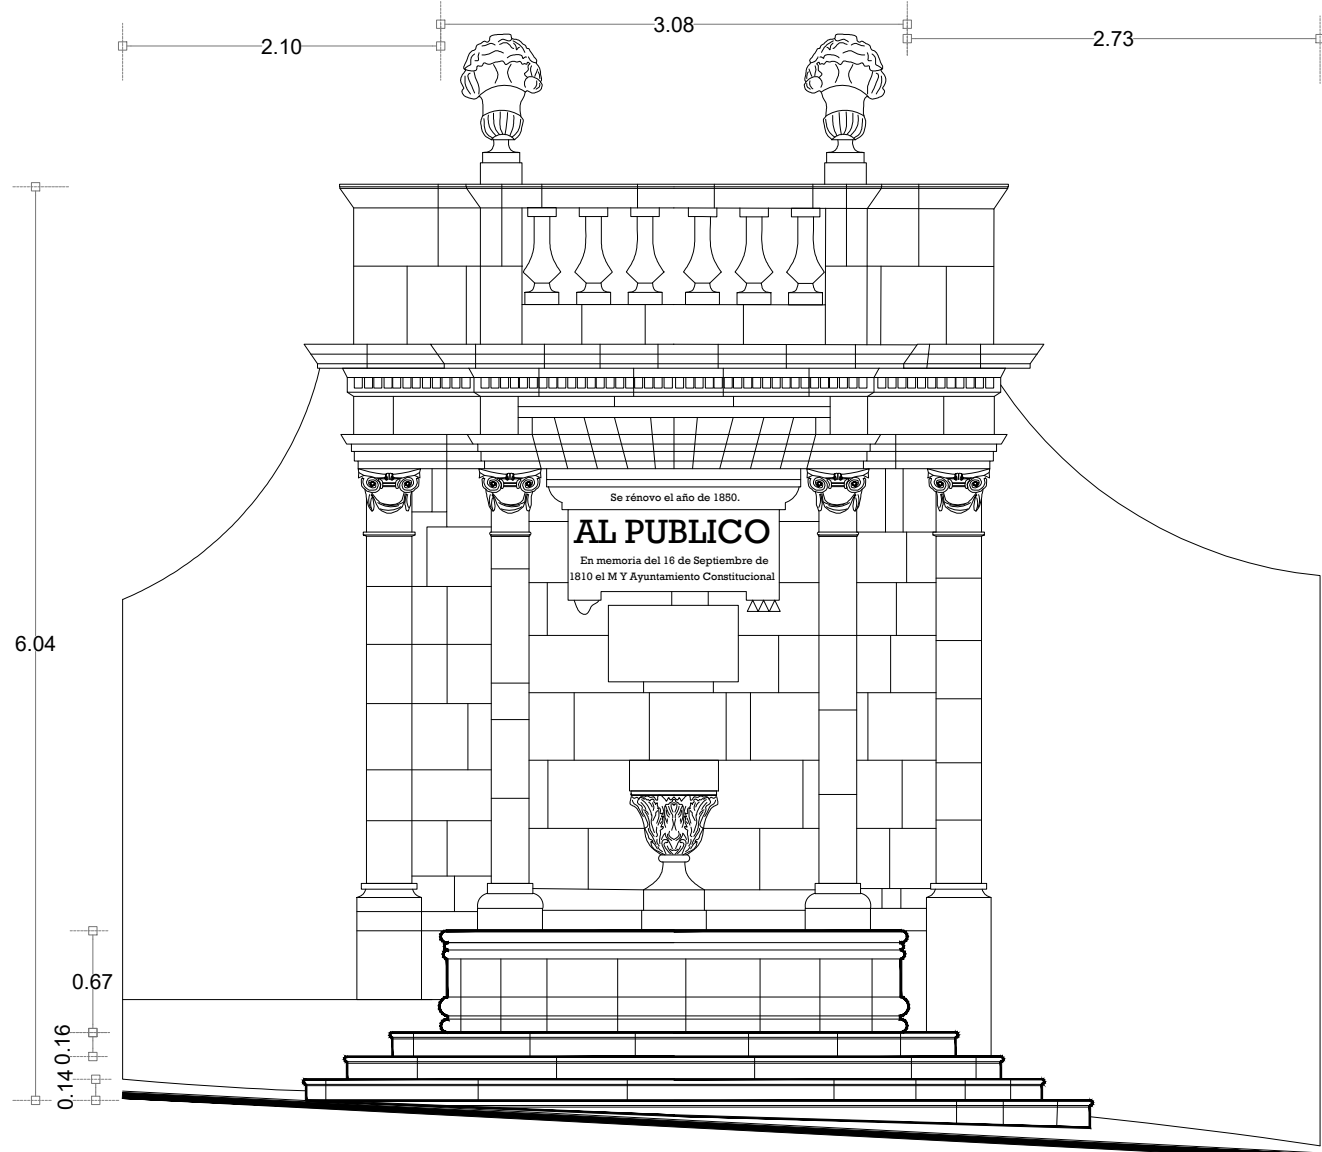 3.08
2.10
2.73
Se rénovo el año de 1850.
AL PUBLICO
En memoria del 16 de Septiembre de
1810 el M Y Ayuntamiento Constitucional
6.04
0.67
0.16
0.14